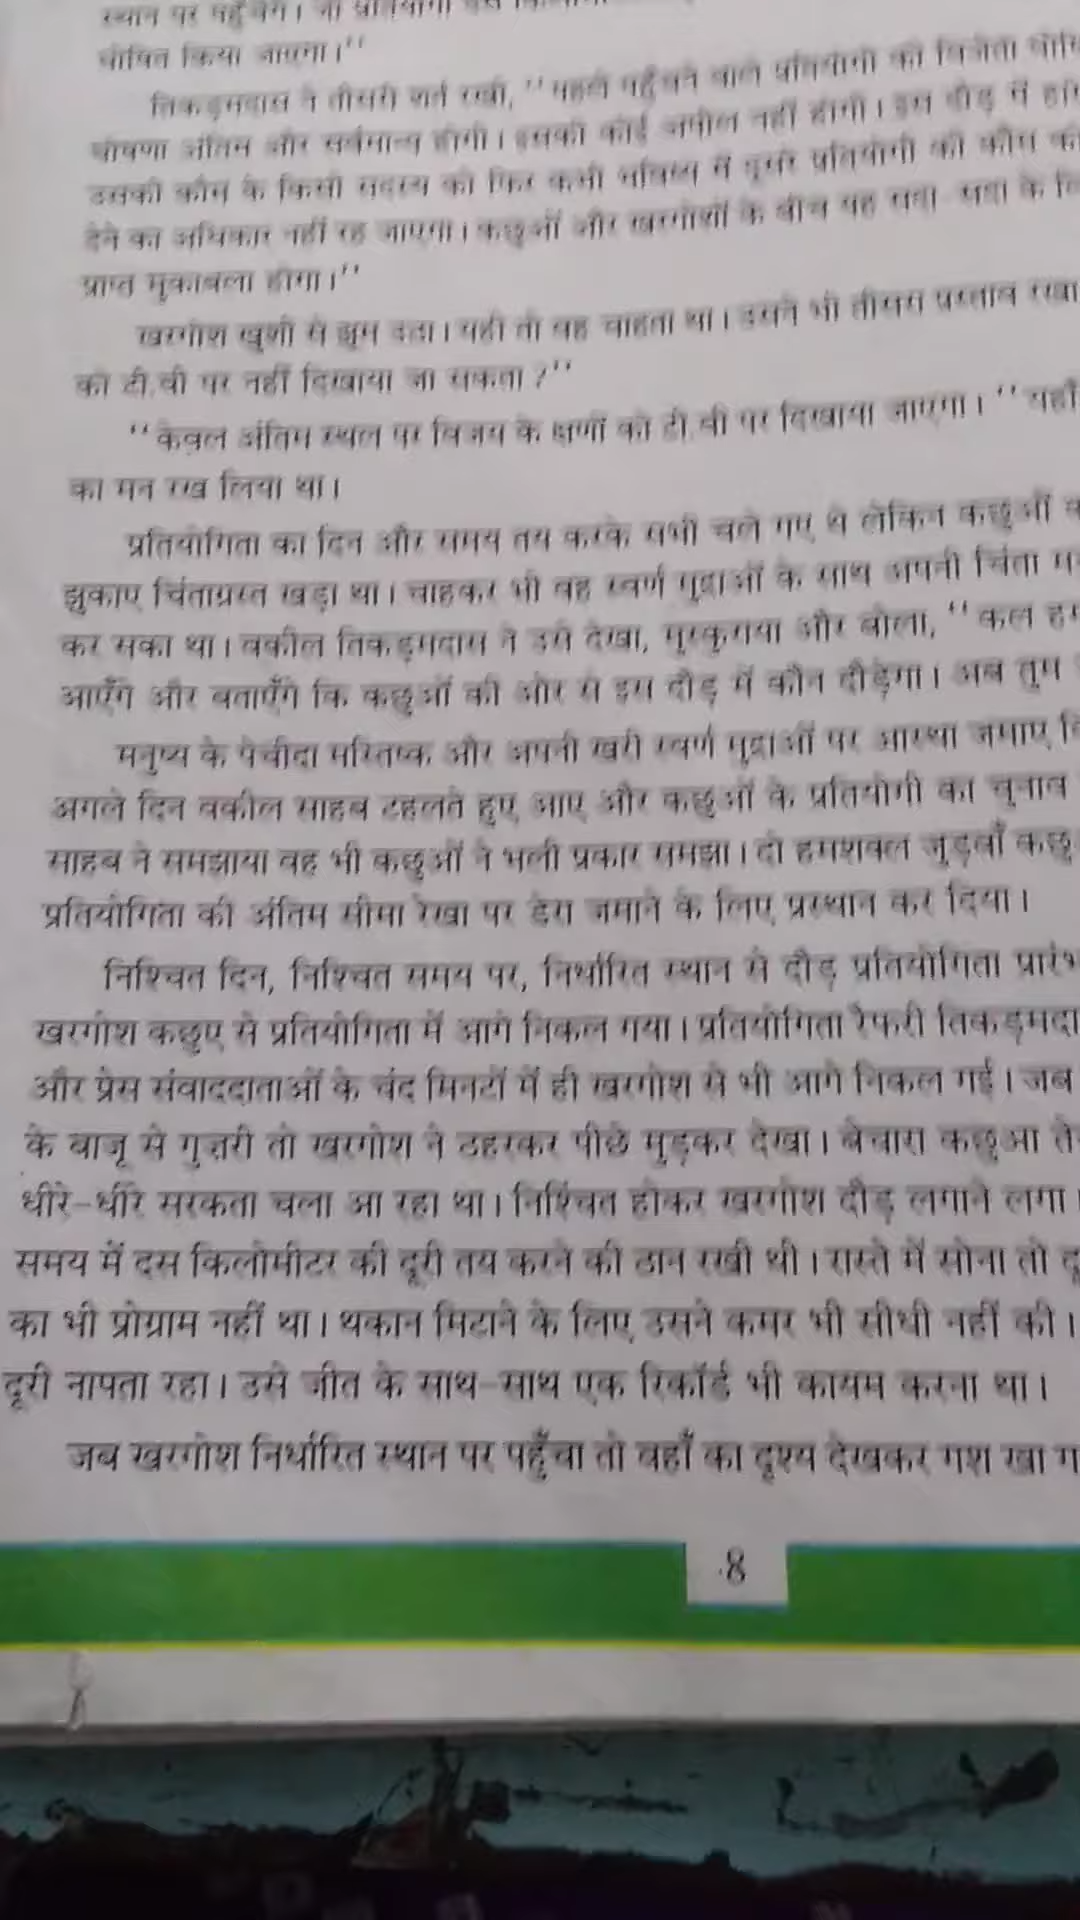 स्थान पर पहुँचेगा। जो प्रतियोगी
घोषित किया जाएगा।''
तिकड़मदास ने तीसरी शर्त रखी, ''पहले पहुँचने वाले प्रतियोगी को विजेता
घोषणा अंतिम और सर्वमान्य होगी। इसकी कोई अपील नहीं होगी। इस दौड़ में
उसकी कौम के किसी सदस्य को फिर कभी भविष्य में दूसरे प्रतियोगी की कौम को
देने का अधिकार नहीं रह जाएगा। कछुओं और खरगोशों के बीच यह सदा-सदा के
प्राप्त मुकाबला होगा।''
खरगोश खुशी से झूम उठा। यही तो वह चाहता था। उसने भी तीसरा प्रस्ताव रखा
को टी.वी पर नहीं दिखाया जा सकता?''
''केवल अंतिम स्थल पर विजय के क्षणों को टी.वी पर दिखाया जाएगा।'' यहाँ
का मन रख लिया था।
प्रतियोगिता का दिन और समय तय करके सभी चले गए थे लेकिन कछुओं
झुकाए चिंताग्रस्त खड़ा था। चाहकर भी वह स्वर्ण मुद्राओं के साथ अपनी चिंता
कर सका था। वकील तिकड़मदास ने उसे देखा, मुस्कुराया और बोला, ''कल हम
आएँगे और बताएँगे कि कछुओं की ओर से इस दौड़ में कौन दौड़ेगा। अब तुम
मनुष्य के पेचीदा मस्तिष्क और अपनी खरी स्वर्ण मुद्राओं पर आस्था जमाए
अगले दिन वकील साहब टहलते हुए आए और कछुओं के प्रतियोगी का चुनाव
साहब ने समझाया वह भी कछुओं ने भली प्रकार समझा। दो हमशक्ल जुड़वाँ
प्रतियोगिता की अंतिम सीमा रेखा पर डेरा जमाने के लिए प्रस्थान कर दिया।
निश्चित दिन, निश्चित समय पर, निर्धारित स्थान से दौड़ प्रतियोगिता
खरगोश कछुए से प्रतियोगिता में आगे निकल गया। प्रतियोगिता रैफरी
और प्रेस संवाददाताओं के चंद मिनटों में ही खरगोश से भी आगे निकल गई। जब
के बाजू से गुज़री तो खरगोश ने ठहरकर पीछे मुड़कर देखा। बेचारा कछुआ
धीरे-धीरे सरकता चला आ रहा था। निश्चिंत होकर खरगोश दौड़ लगाने लगा।
समय में दस किलोमीटर की दूरी तय करने की ठान रखी थी। रास्ते में सोना तो
का भी प्रोग्राम नहीं था। थकान मिटाने के लिए उसने कमर भी सीधी नहीं की।
दूरी नापता रहा। उसे जीत के साथ-साथ एक रिकॉर्ड भी कायम करना था।
जब खरगोश निर्धारित स्थान पर पहुँचा तो वहाँ का दृश्य देखकर गश खा
8